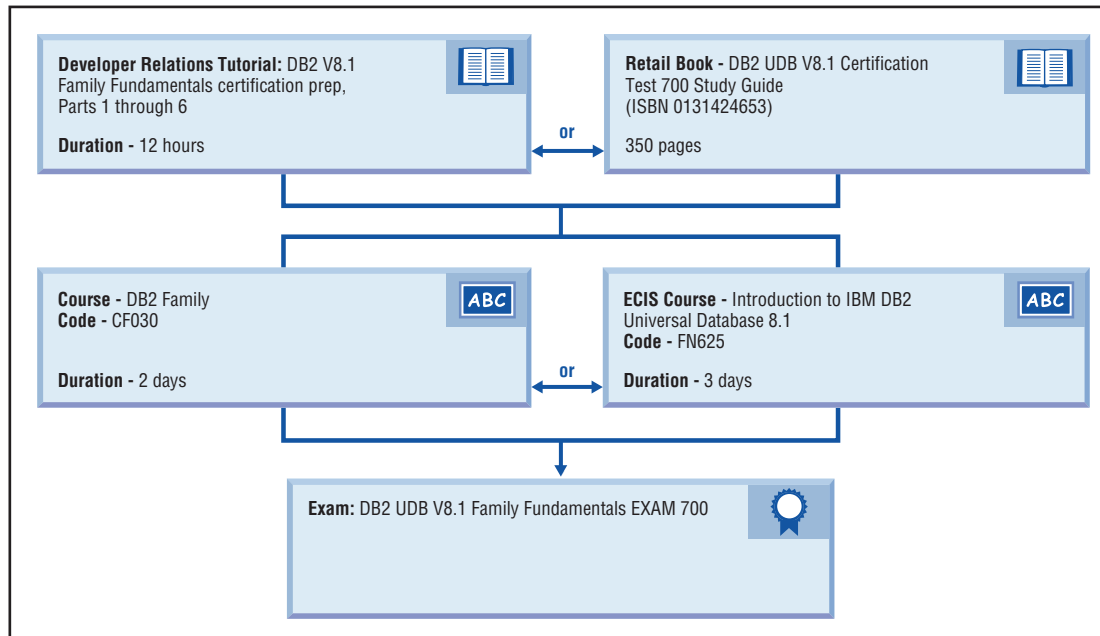 Developer Relations Tutorial: DB2 V8.1
Family Fundamentals certification prep,
Parts 1 through 6
Duration - 12 hours
or
Retail Book - DB2 UDB V8.1 Certification
Test 700 Study Guide
(ISBN 0131424653)
350 pages
Course - DB2 Family
Code - CF030
Duration - 2 days
ABC
or
ECIS Course - Introduction to IBM DB2
Universal Database 8.1
Code - FN625
Duration - 3 days
ABC
Exam: DB2 UDB V8.1 Family Fundamentals EXAM 700